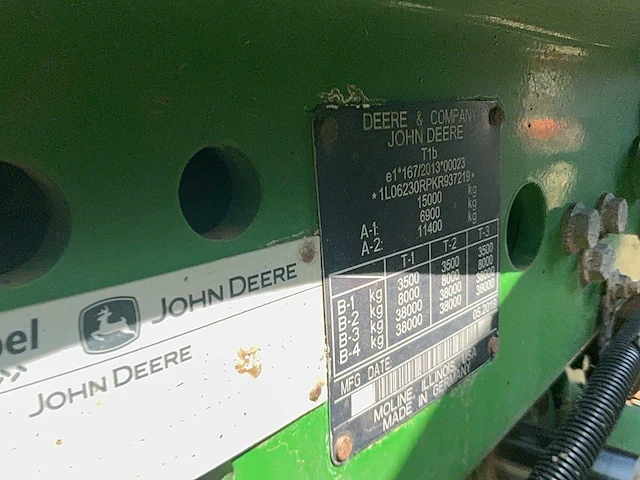 DEERE & COMPANY
JOHN DEERE
T1b
e1*167/2013*00023
*1L06230RPKR937219*
15000 kg
A-1: 6900 kg
A-2: 11400 kg
T-1 T-2 T-3
B-1 kg 3500 3500 3500
B-2 kg 8000 8000 8000
B-3 kg 38000 38000 38000
B-4 kg 38000 38000 38000
MFG DATE 05.2019
MOLINE, ILLINOIS USA
MADE IN GERMANY
JOHN DEERE
JOHN DEERE